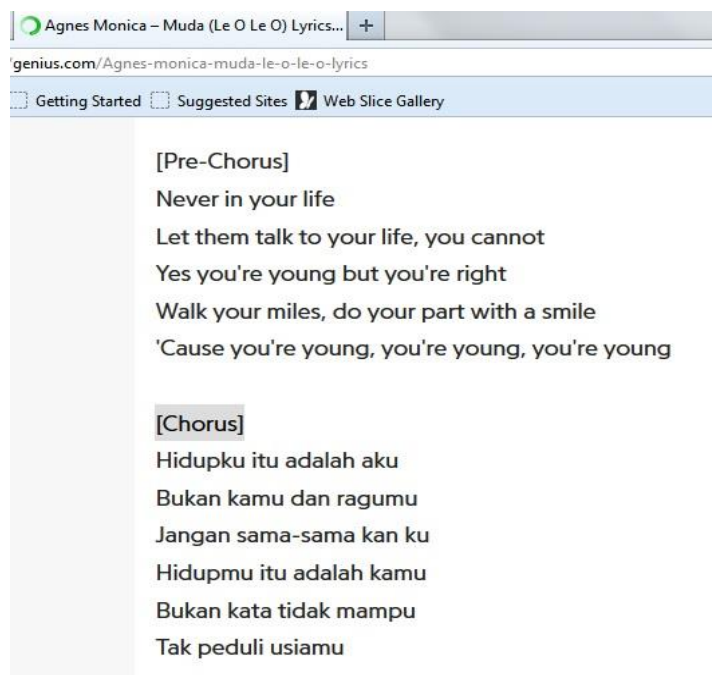 Agnes Monica – Muda (Le O Le O) Lyrics... +
genius.com/Agnes-monica-muda-le-o-le-o-lyrics
Getting Started Suggested Sites Web Slice Gallery
[Pre-Chorus]
Never in your life
Let them talk to your life, you cannot
Yes you're young but you're right
Walk your miles, do your part with a smile
'Cause you're young, you're young, you're young
[Chorus]
Hidupku itu adalah aku
Bukan kamu dan ragumu
Jangan sama-sama kan ku
Hidupmu itu adalah kamu
Bukan kata tidak mampu
Tak peduli usiamu